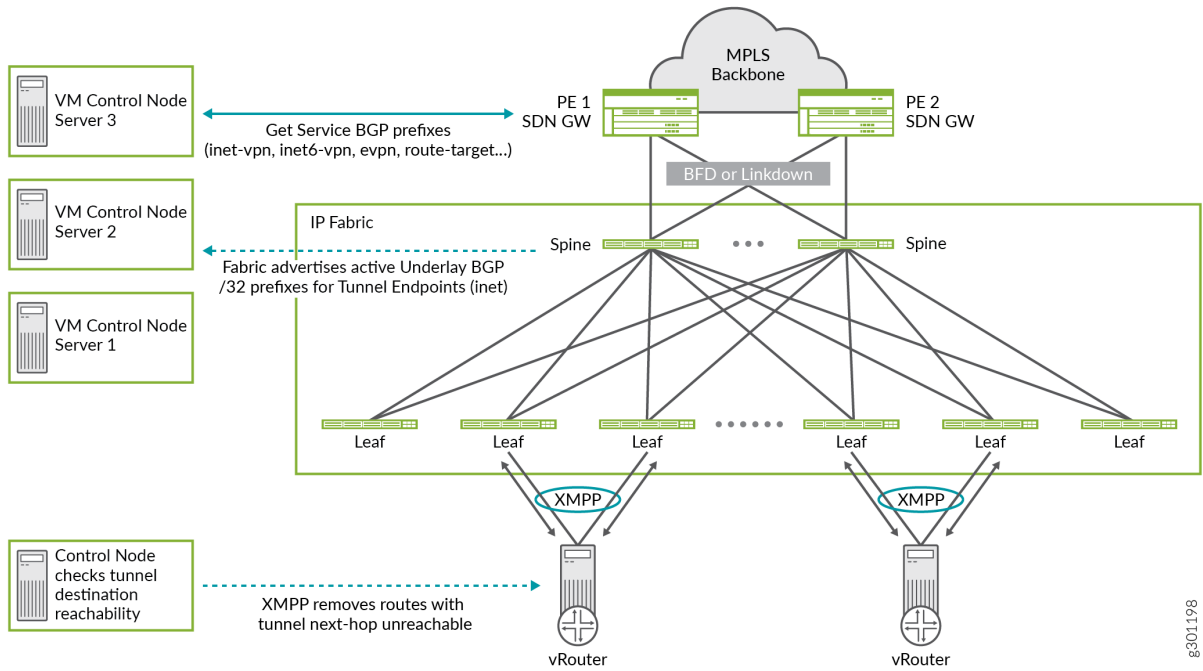 MPLS
Backbone
PE 1
SDN GW
PE 2
SDN GW
VM Control Node
Server 3
Get Service BGP prefixes
(inet-vpn, inet6-vpn, evpn, route-target...)
BFD or Linkdown
VM Control Node
Server 2
IP Fabric
Spine
Spine
Fabric advertises active Underlay BGP
/32 prefixes for Tunnel Endpoints (inet)
VM Control Node
Server 1
Leaf
Leaf
Leaf
Leaf
Leaf
Leaf
XMPP
XMPP
Control Node
checks tunnel
destination
reachability
XMPP removes routes with
tunnel next-hop unreachable
vRouter
vRouter
g301198